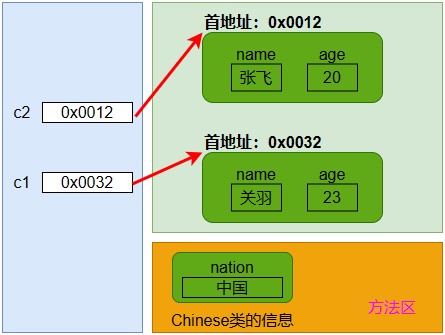 首地址：0x0012
name age
张飞 20
c2 0x0012
首地址：0x0032
name age
c1 0x0032
关羽 23
nation
中国
Chinese类的信息
方法区